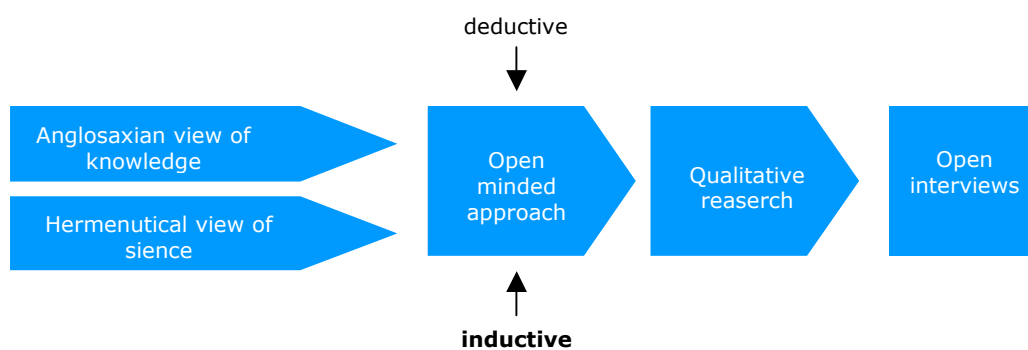 deductive
Anglosaxian view of
knowledge
Hermenutical view of
sience
Open
minded
approach
Qualitative
reaserch
Open
interviews
inductive